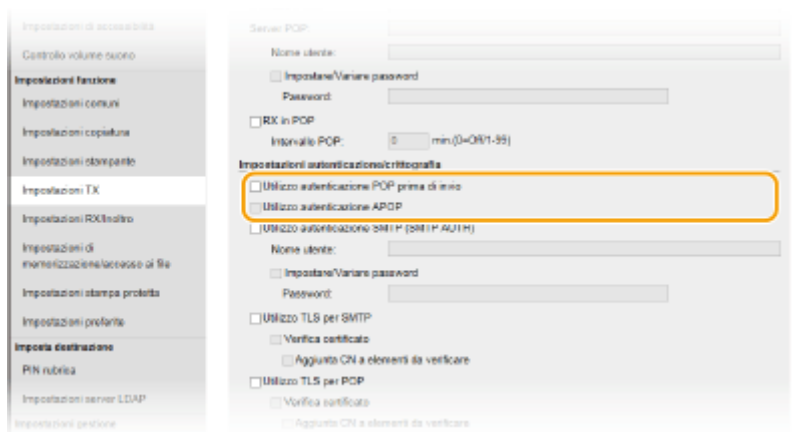 Impostazioni di accessibilità
Controllo volume suono
Impostazioni funzione
Impostazioni comuni
Impostazioni copiatura
Impostazioni stampante
Impostazioni TX
Impostazioni RX/Inoltro
Impostazioni di
memorizzazione/accesso ai file
Impostazioni stampa protetta
Impostazioni preferite
Imposta destinazione
PIN rubrica
Impostazioni server LDAP
Impostazioni gestione
Server POP:
Nome utente:
Impostare/Variare password
Password:
RX in POP
Intervallo POP: 0 min.(0=Off/1-99)
Impostazioni autenticazione/crittografia
Utilizzo autenticazione POP prima di invio
Utilizzo autenticazione APOP
Utilizzo autenticazione SMTP (SMTP AUTH)
Nome utente:
Impostare/Variare password
Password:
Utilizzo TLS per SMTP
Verifica certificato
Aggiunta CN a elementi da verificare
Utilizzo TLS per POP
Verifica certificato
Aggiunta CN a elementi da verificare